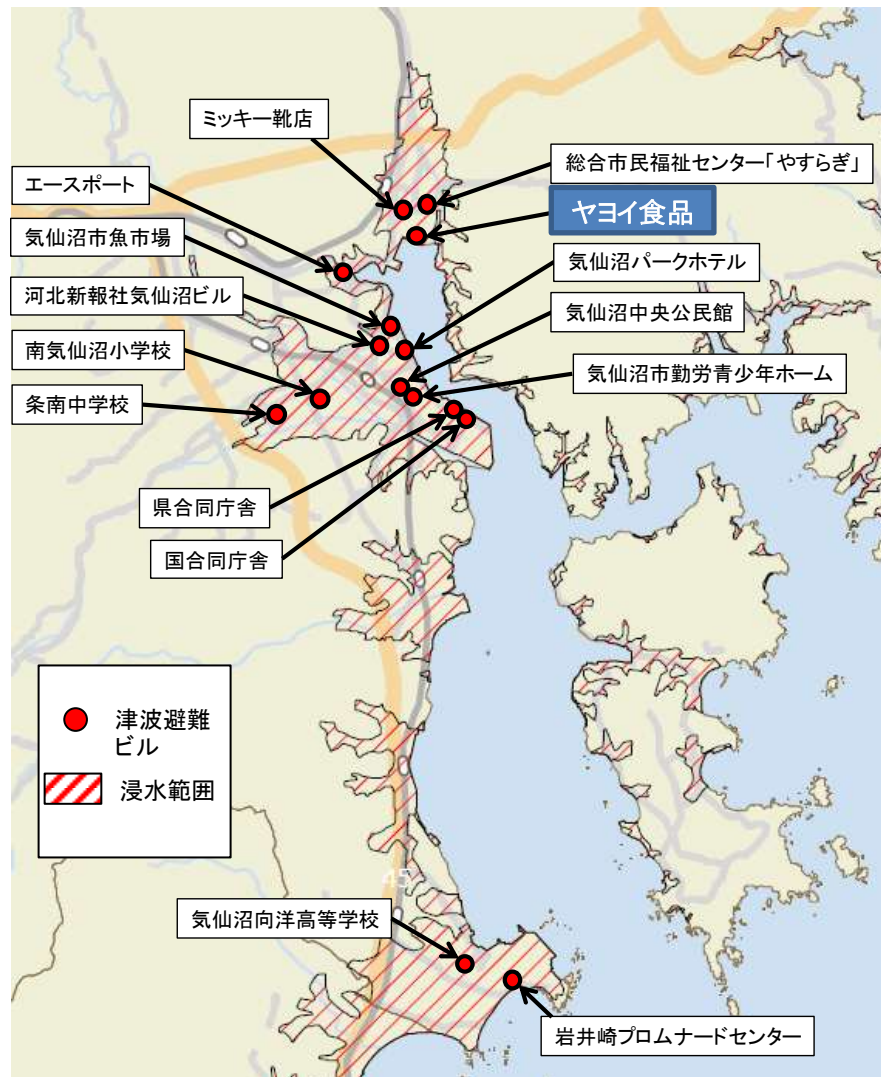 ミッキー靴店
総合市民福祉センター「やすらぎ」
エースポート
ヤヨイ食品
気仙沼市魚市場
気仙沼パークホテル
河北新報社気仙沼ビル
気仙沼中央公民館
南気仙沼小学校
気仙沼市勤労青少年ホーム
条南中学校
県合同庁舎
国合同庁舎
津波避難
ビル
浸水範囲
45
気仙沼向洋高等学校
岩井崎プロムナードセンター